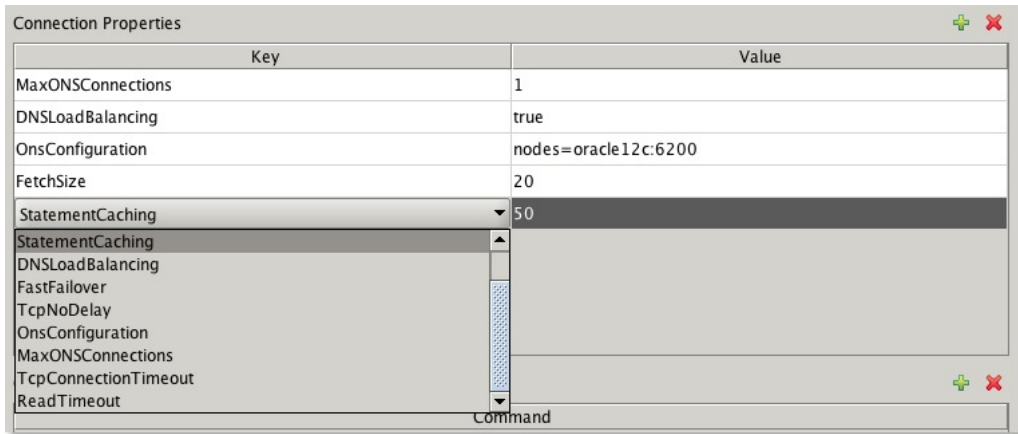 Connection Properties
Key Value
MaxONSConnections 1
DNSLoadBalancing true
OnsConfiguration nodes=oracle12c:6200
FetchSize 20
StatementCaching 50
StatementCaching
DNSLoadBalancing
FastFailover
TcpNoDelay
OnsConfiguration
MaxONSConnections
TcpConnectionTimeout
ReadTimeout
Command